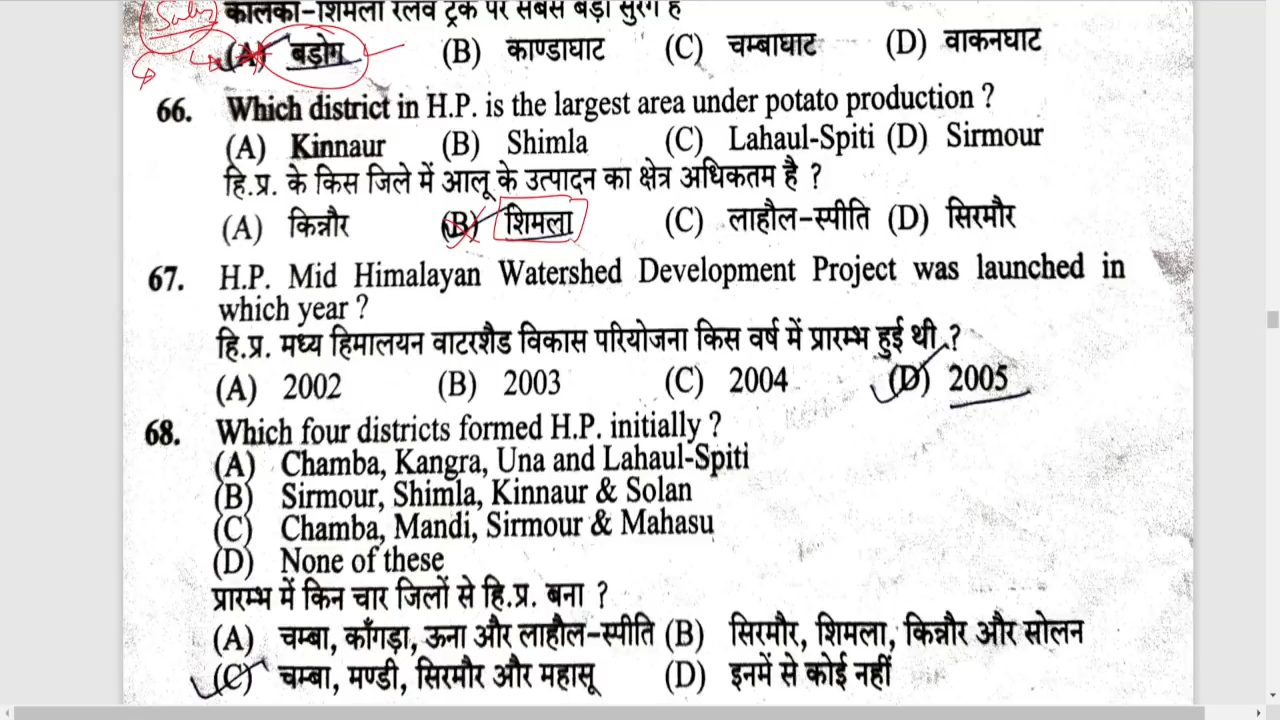 कालका-शिमला रेलवे ट्रैक पर सबसे बड़ी सुरंग है
(A) बड़ोग (B) काण्डाघाट (C) चम्बाघाट (D) वाकनघाट
66. Which district in H.P. is the largest area under potato production ?
(A) Kinnaur (B) Shimla (C) Lahaul-Spiti (D) Sirmour
हि.प्र. के किस जिले में आलू के उत्पादन का क्षेत्र अधिकतम है ?
(A) किन्नौर (B) शिमला (C) लाहौल-स्पीति (D) सिरमौर
67. H.P. Mid Himalayan Watershed Development Project was launched in
which year ?
हि.प्र. मध्य हिमालयन वाटरशैड विकास परियोजना किस वर्ष में प्रारम्भ हुई थी ?
(A) 2002 (B) 2003 (C) 2004 (D) 2005
68. Which four districts formed H.P. initially ?
(A) Chamba, Kangra, Una and Lahaul-Spiti
(B) Sirmour, Shimla, Kinnaur & Solan
(C) Chamba, Mandi, Sirmour & Mahasu
(D) None of these
प्रारम्भ में किन चार जिलों से हि.प्र. बना ?
(A) चम्बा, काँगड़ा, ऊना और लाहौल-स्पीति (B) सिरमौर, शिमला, किन्नौर और सोलन
(C) चम्बा, मण्डी, सिरमौर और महासू (D) इनमें से कोई नहीं